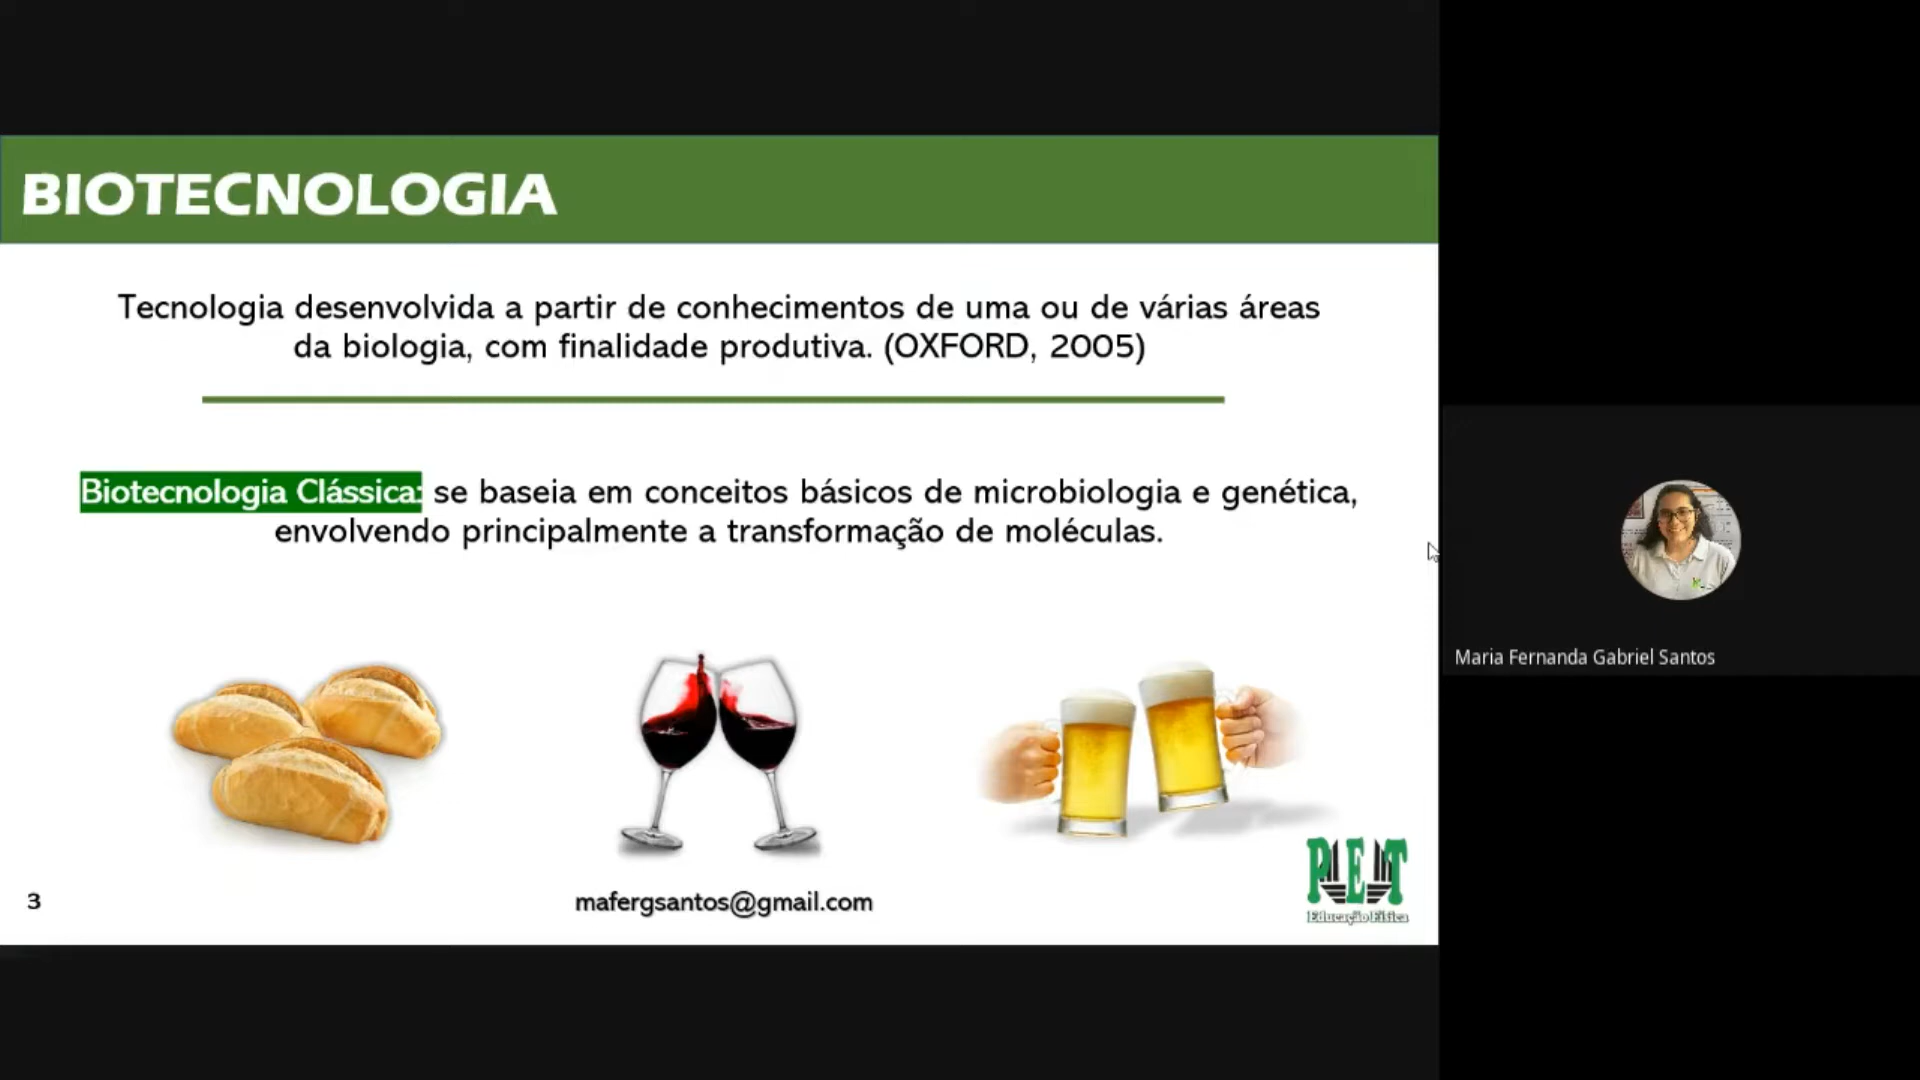 BIOTECNOLOGIA
Tecnologia desenvolvida a partir de conhecimentos de uma ou de várias áreas
da biologia, com finalidade produtiva. (OXFORD, 2005)
Biotecnologia Clássica: se baseia em conceitos básicos de microbiologia e genética,
envolvendo principalmente a transformação de moléculas.
Maria Fernanda Gabriel Santos
3
mafergsantos@gmail.com
PET
Educação Física